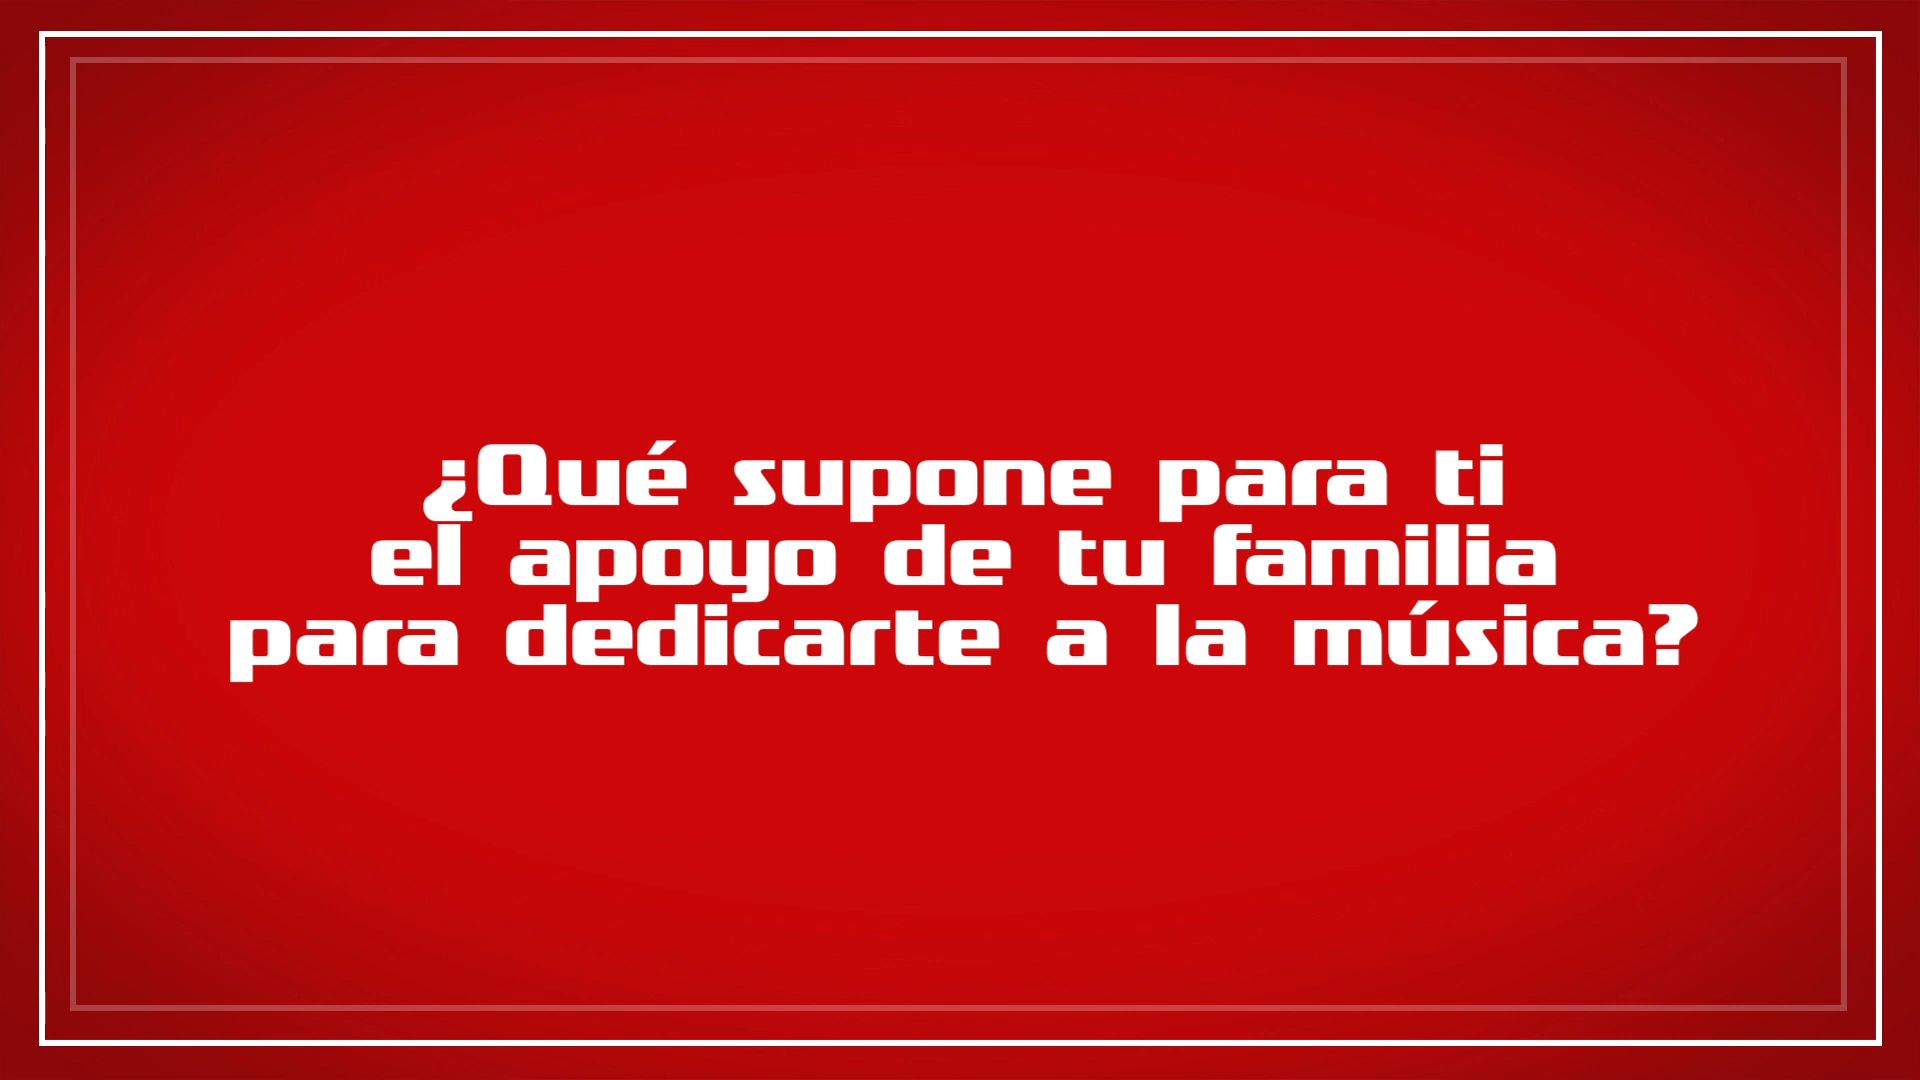 ¿Qué supone para ti
el apoyo de tu familia
para dedicarte a la música?